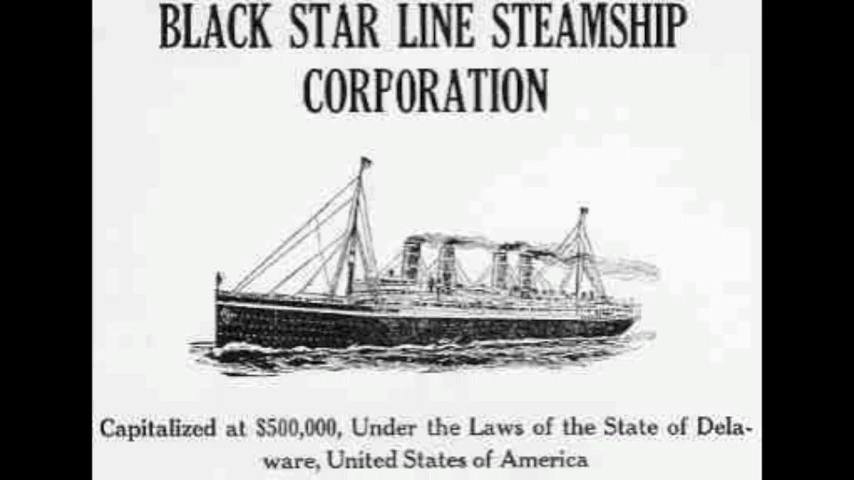 BLACK STAR LINE STEAMSHIP
CORPORATION
Capitalized at $500,000, Under the Laws of the State of Dela-
ware, United States of America